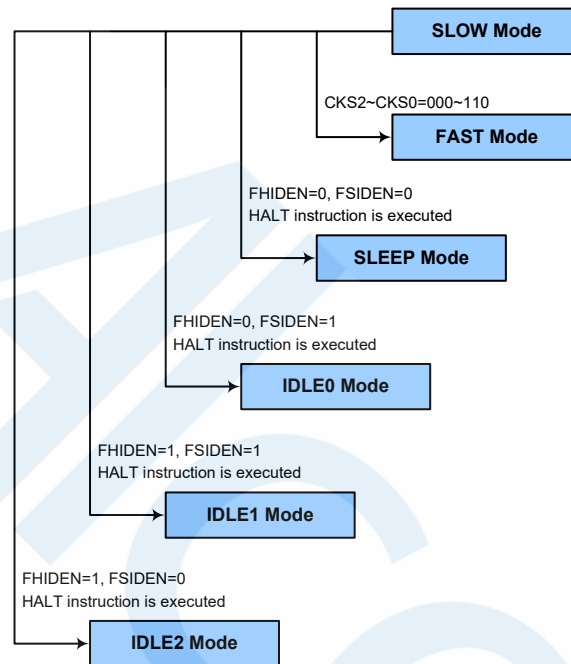 SLOW Mode
CKS2~CKS0=000~110
FAST Mode
FHIDEN=0, FSIDEN=0
HALT instruction is executed
SLEEP Mode
FHIDEN=0, FSIDEN=1
HALT instruction is executed
IDLE0 Mode
FHIDEN=1, FSIDEN=1
HALT instruction is executed
IDLE1 Mode
FHIDEN=1, FSIDEN=0
HALT instruction is executed
IDLE2 Mode